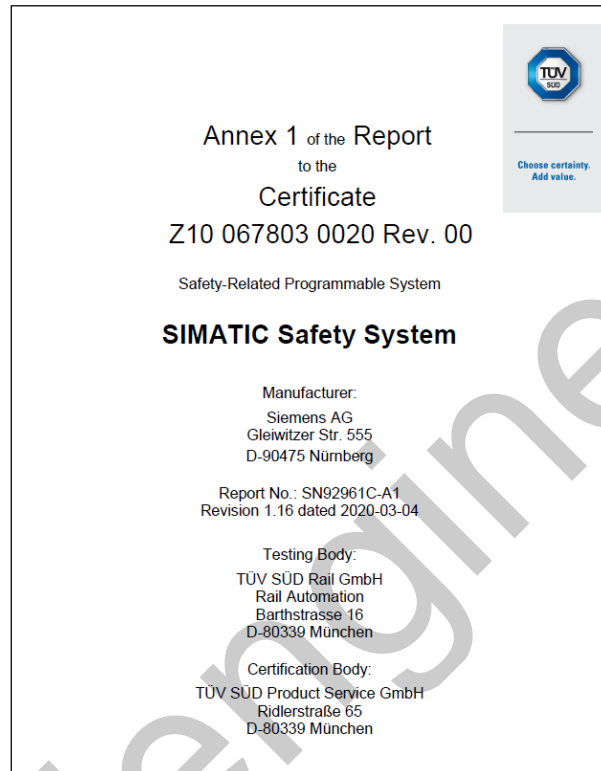 TÜV
SÜD
Choose certainty.
Add value.
Annex 1 of the Report
to the
Certificate
Z10 067803 0020 Rev. 00
Safety-Related Programmable System
SIMATIC Safety System
Manufacturer:
Siemens AG
Gleiwitzer Str. 555
D-90475 Nürnberg
Report No.: SN92961C-A1
Revision 1.16 dated 2020-03-04
Testing Body:
TÜV SÜD Rail GmbH
Rail Automation
Barthstrasse 16
D-80339 München
Certification Body:
TÜV SÜD Product Service GmbH
Ridlerstraße 65
D-80339 München